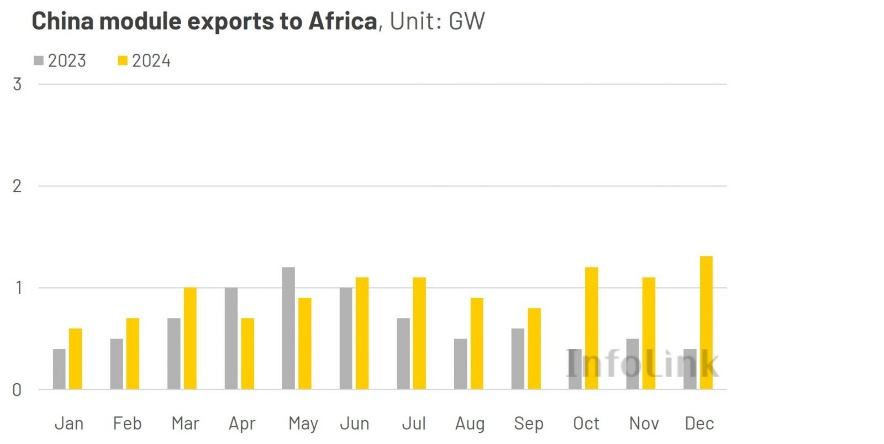 China module exports to Africa, Unit: GW
2023 2024
3
2
1
0
Jan Feb Mar Apr May Jun Jul Aug Sep Oct Nov Dec
InfoLink